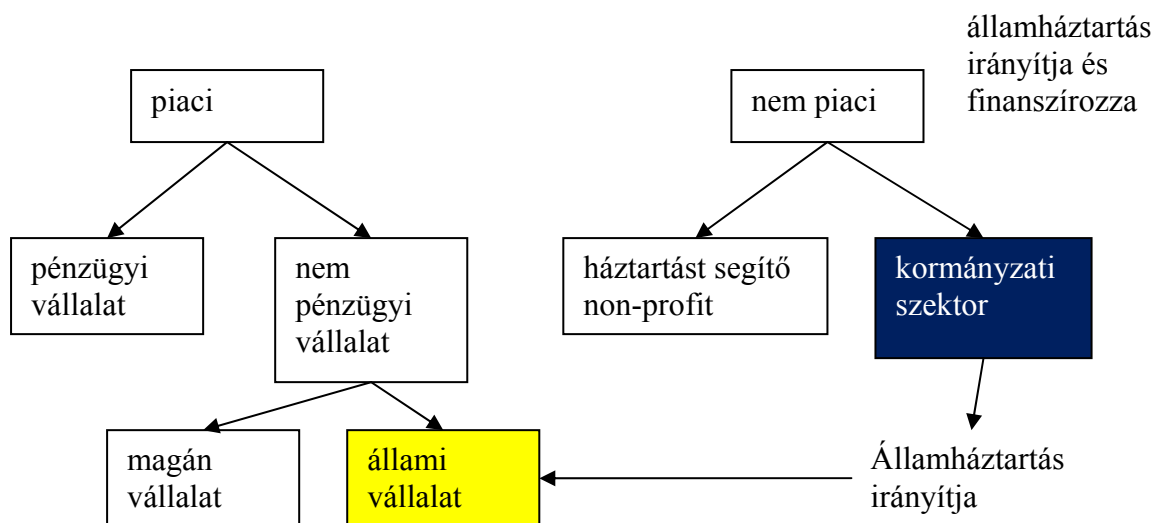 államháztartás
irányítja és
finanszírozza
piaci
nem piaci
pénzügyi
vállalat
nem
pénzügyi
vállalat
háztartást segítő
non-profit
kormányzati
szektor
magán
vállalat
állami
vállalat
Államháztartás
irányítja